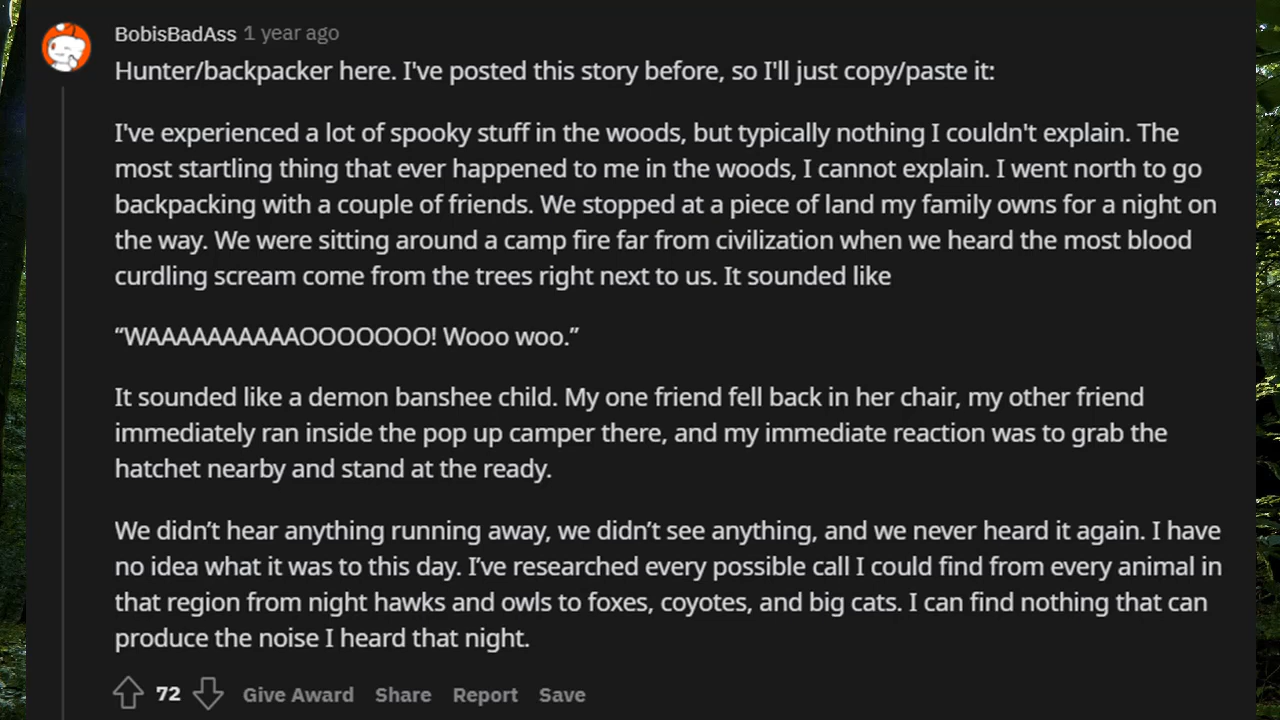 BobisBadAss 1 year ago
Hunter/backpacker here. I've posted this story before, so I'll just copy/paste it:
I've experienced a lot of spooky stuff in the woods, but typically nothing I couldn't explain. The
most startling thing that ever happened to me in the woods, I cannot explain. I went north to go
backpacking with a couple of friends. We stopped at a piece of land my family owns for a night on
the way. We were sitting around a camp fire far from civilization when we heard the most blood
curdling scream come from the trees right next to us. It sounded like
“WAAAAAAAAAAOOOOOOO! Wooo woo.”
It sounded like a demon banshee child. My one friend fell back in her chair, my other friend
immediately ran inside the pop up camper there, and my immediate reaction was to grab the
hatchet nearby and stand at the ready.
We didn’t hear anything running away, we didn’t see anything, and we never heard it again. I have
no idea what it was to this day. I’ve researched every possible call I could find from every animal in
that region from night hawks and owls to foxes, coyotes, and big cats. I can find nothing that can
produce the noise I heard that night.
72 Give Award Share Report Save